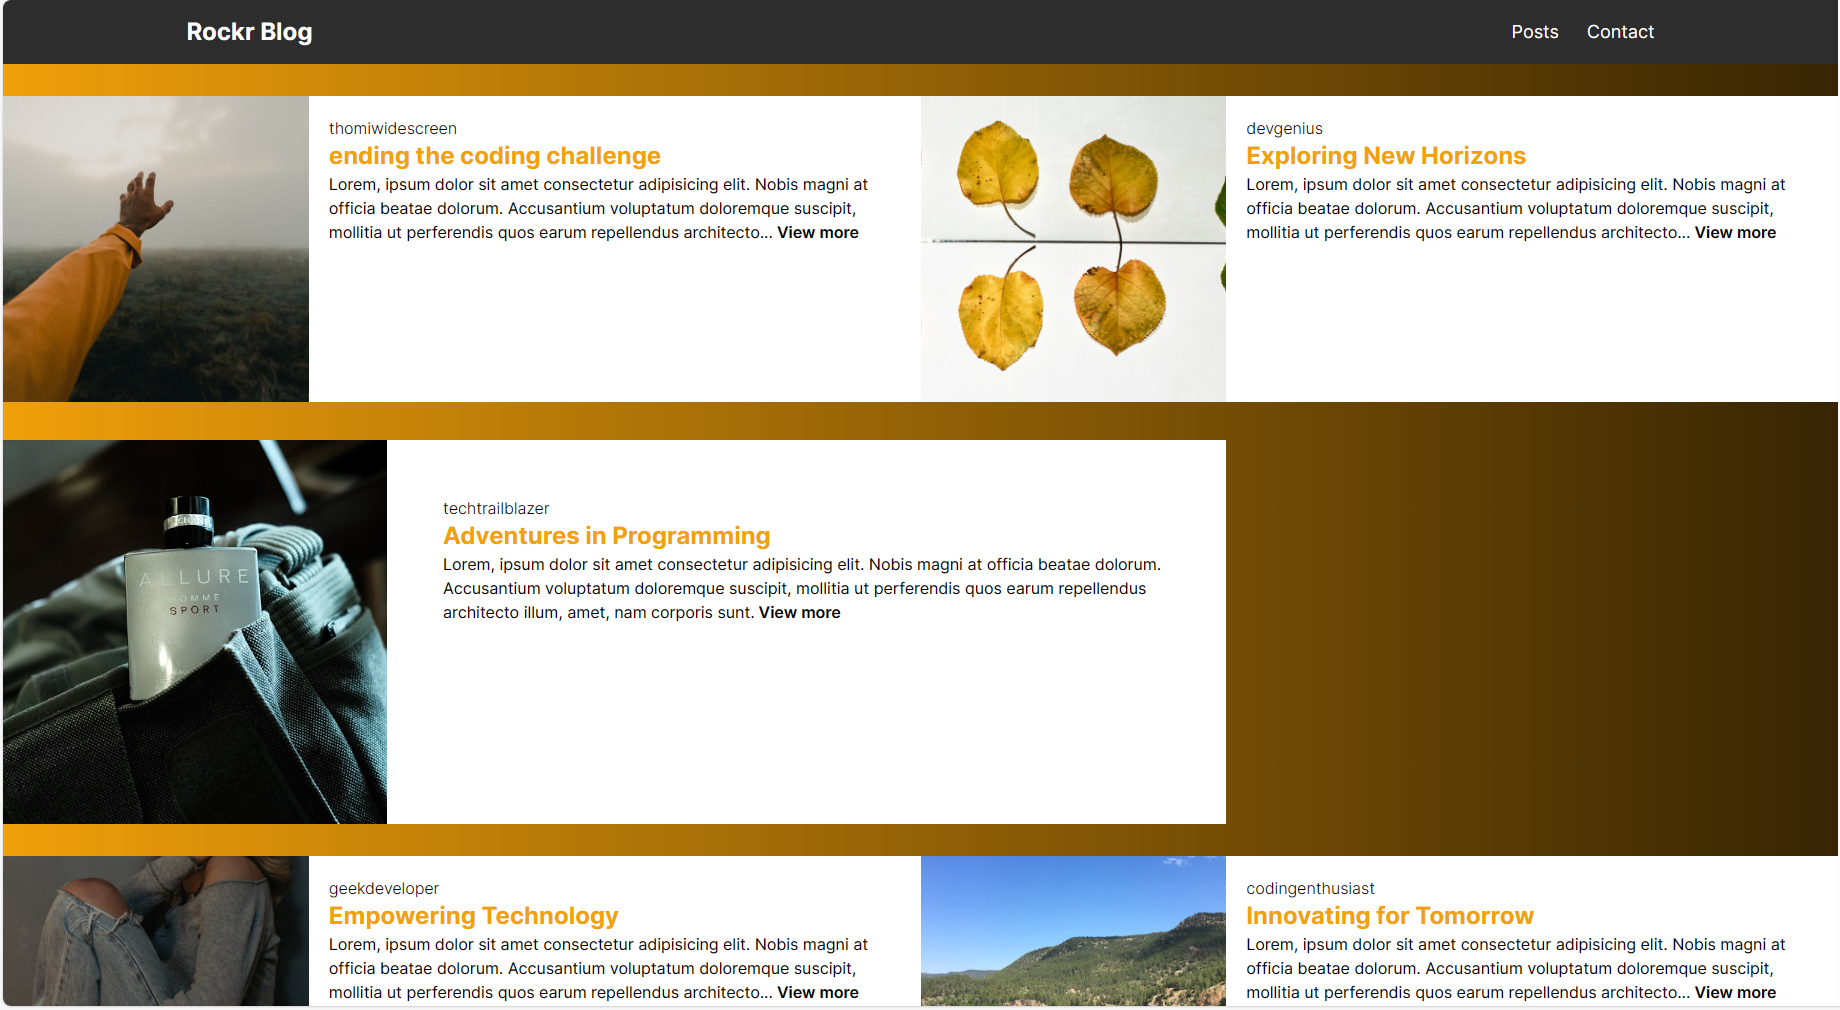 Rockr Blog
Posts Contact
thomiwidescreen
ending the coding challenge
Lorem, ipsum dolor sit amet consectetur adipisicing elit. Nobis magni at
officia beatae dolorum. Accusantium voluptatum doloremque suscipit,
mollitia ut perferendis quos earum repellendus architecto... View more
devgenius
Exploring New Horizons
Lorem, ipsum dolor sit amet consectetur adipisicing elit. Nobis magni at
officia beatae dolorum. Accusantium voluptatum doloremque suscipit,
mollitia ut perferendis quos earum repellendus architecto... View more
ALLURE
HOMME
SPORT
techtrailblazer
Adventures in Programming
Lorem, ipsum dolor sit amet consectetur adipisicing elit. Nobis magni at officia beatae dolorum.
Accusantium voluptatum doloremque suscipit, mollitia ut perferendis quos earum repellendus
architecto illum, amet, nam corporis sunt. View more
geekdeveloper
Empowering Technology
Lorem, ipsum dolor sit amet consectetur adipisicing elit. Nobis magni at
officia beatae dolorum. Accusantium voluptatum doloremque suscipit,
mollitia ut perferendis quos earum repellendus architecto... View more
codingenthusiast
Innovating for Tomorrow
Lorem, ipsum dolor sit amet consectetur adipisicing elit. Nobis magni at
officia beatae dolorum. Accusantium voluptatum doloremque suscipit,
mollitia ut perferendis quos earum repellendus architecto... View more